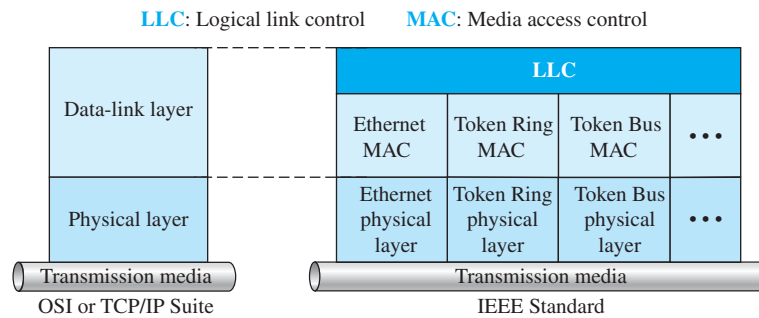 LLC: Logical link control MAC: Media access control
LLC
Data-link layer
Ethernet
MAC
Token Ring
MAC
Token Bus
MAC
•••
Physical layer
Ethernet
physical
layer
Token Ring
physical
layer
Token Bus
physical
layer
•••
Transmission media
Transmission media
OSI or TCP/IP Suite
IEEE Standard